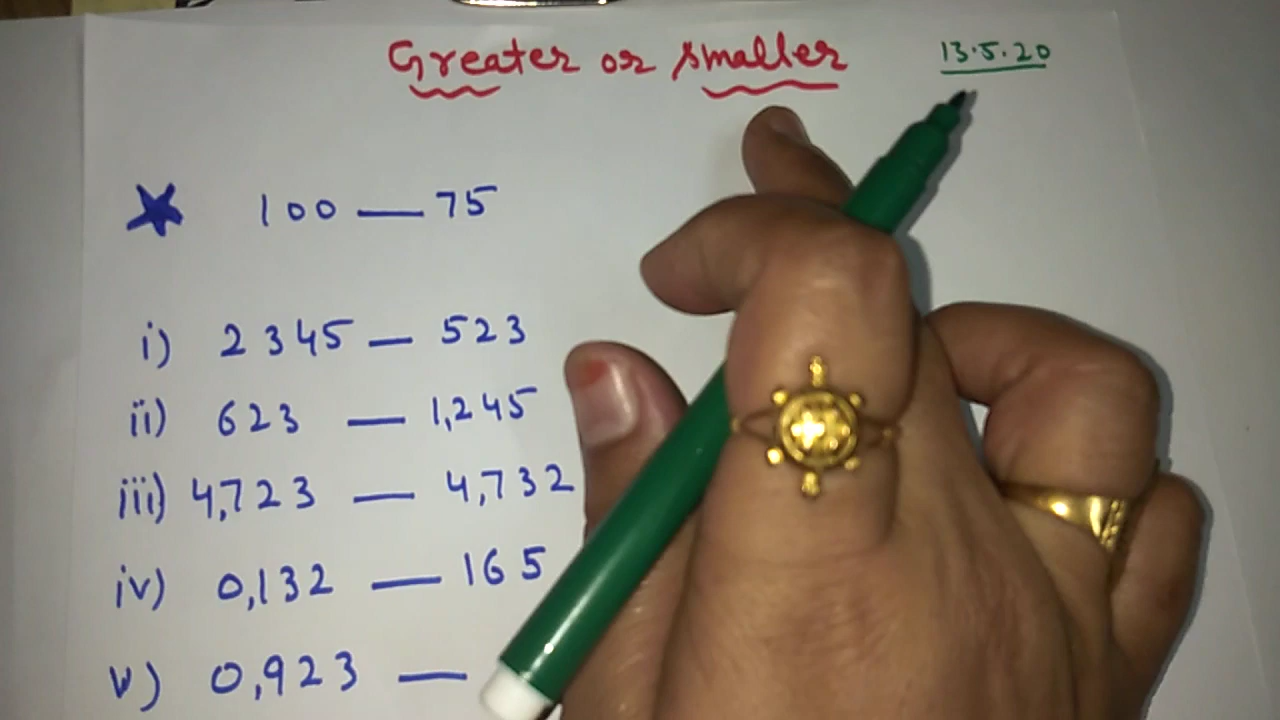 Greater or smaller 13.5.20
★ 100 — 75
i) 2345 — 523
ii) 623 — 1,245
iii) 4,723 — 4,732
iv) 0,132 — 165
v) 0,923 —